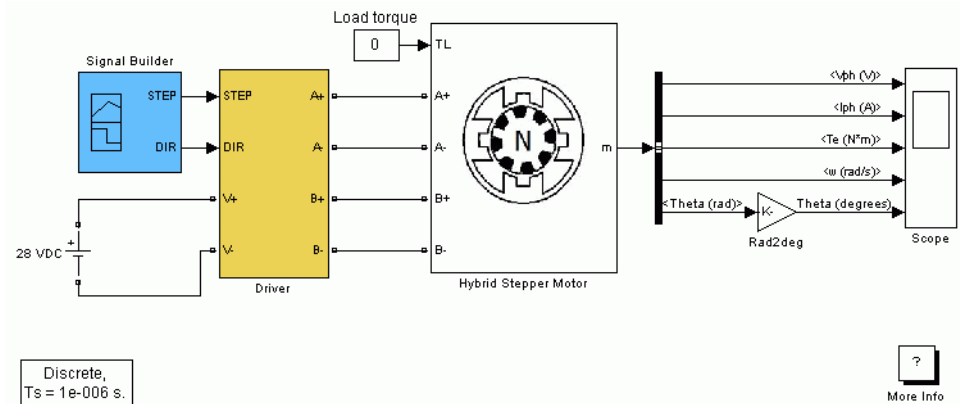 Load torque
0
Signal Builder
STEP
DIR
STEP
DIR
V+
V-
A+
A-
B+
B-
Driver
28 VDC
+
TL
A+
A-
B+
B-
N
m
Hybrid Stepper Motor
<Vph (V)>
<Iph (A)>
<Te (N*m)>
<w (rad/s)>
<Theta (rad)>
K-
Rad2deg
Theta (degrees)
Scope
Discrete,
Ts = 1e-006 s.
?
More Info